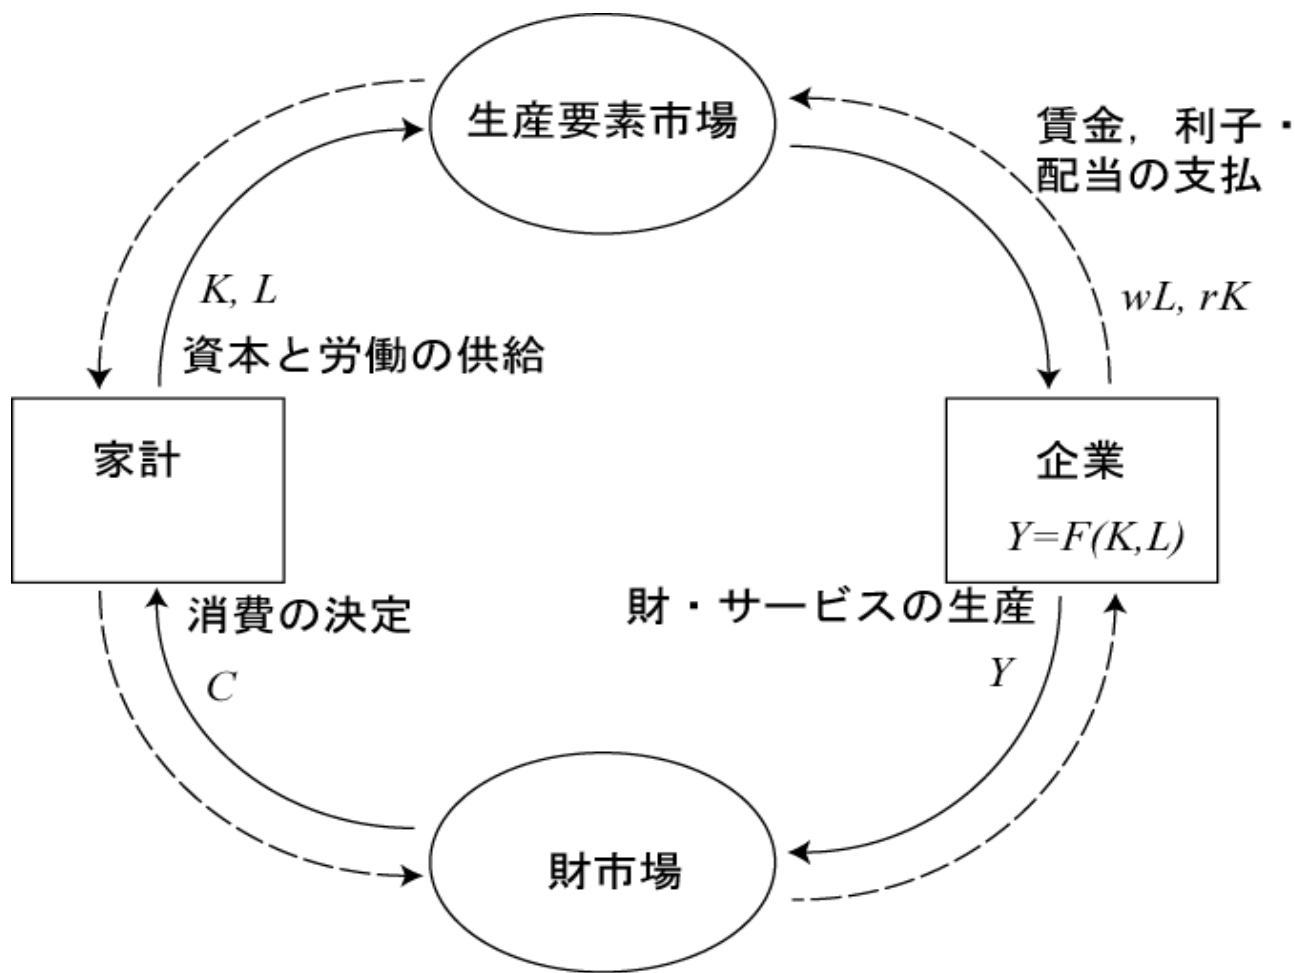 生産要素市場
賃金，利子・
配当の支払
K, L
wL, rK
資本と労働の供給
家計
企業
Y=F(K,L)
消費の決定
財・サービスの生産
C
Y
財市場